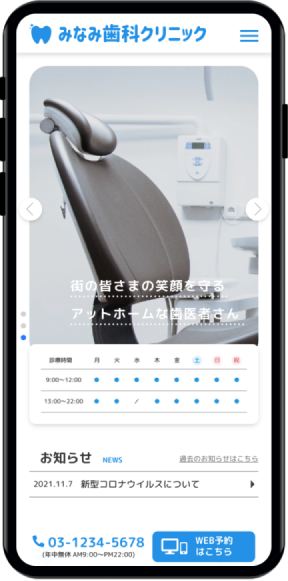 みなみ歯科クリニック
街の皆さまの笑顔を守る
アットホームな歯医者さん
診療時間 月 火 水 木 金 土 日 祝
9:00〜12:00 ● ● ● ● ● ● ● ●
13:00〜22:00 ● ● / ● ● ● ● ●
お知らせ NEWS 過去のお知らせはこちら
2021.11.7 新型コロナウイルスについて
03-1234-5678
(年中無休 AM9:00〜PM22:00)
WEB予約
はこちら